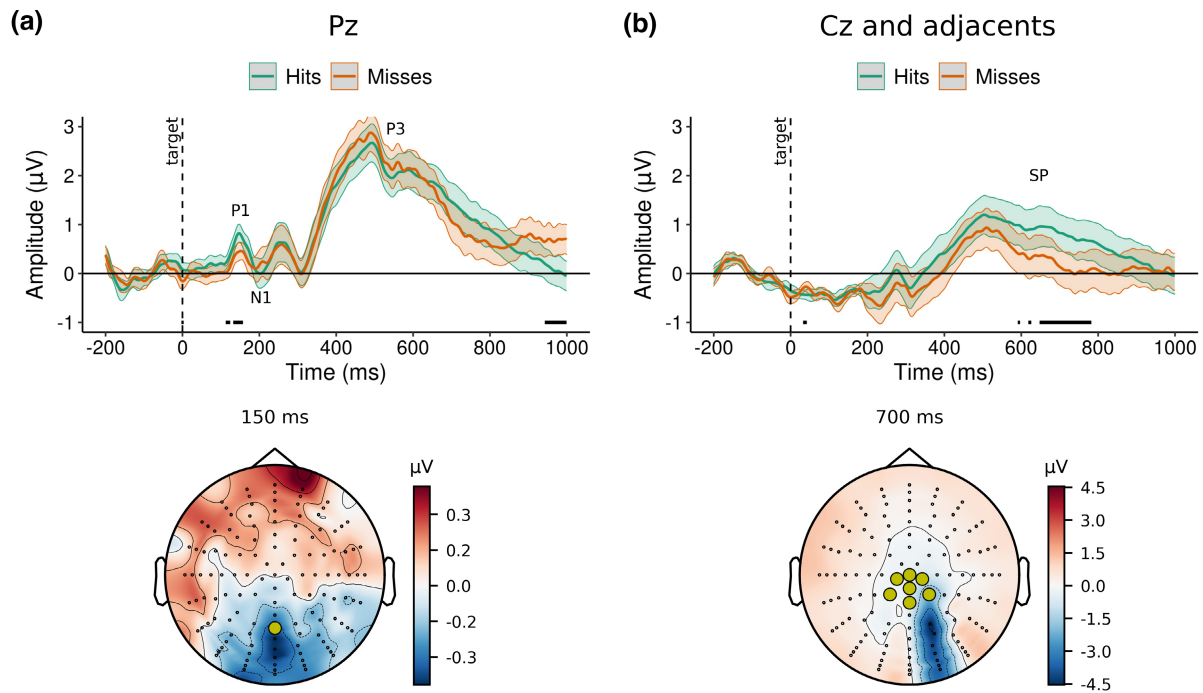 (a)
Pz
Hits
Misses
3
2
1
0
-1
Amplitude (µV)
target
P1
N1
P3
-200
0
200
400
600
800
1000
Time (ms)
150 ms
µV
0.3
0.2
0.0
-0.2
-0.3
(b)
Cz and adjacents
Hits
Misses
3
2
1
0
-1
Amplitude (µV)
target
SP
-200
0
200
400
600
800
1000
Time (ms)
700 ms
µV
4.5
3.0
1.5
0.0
-1.5
-3.0
-4.5